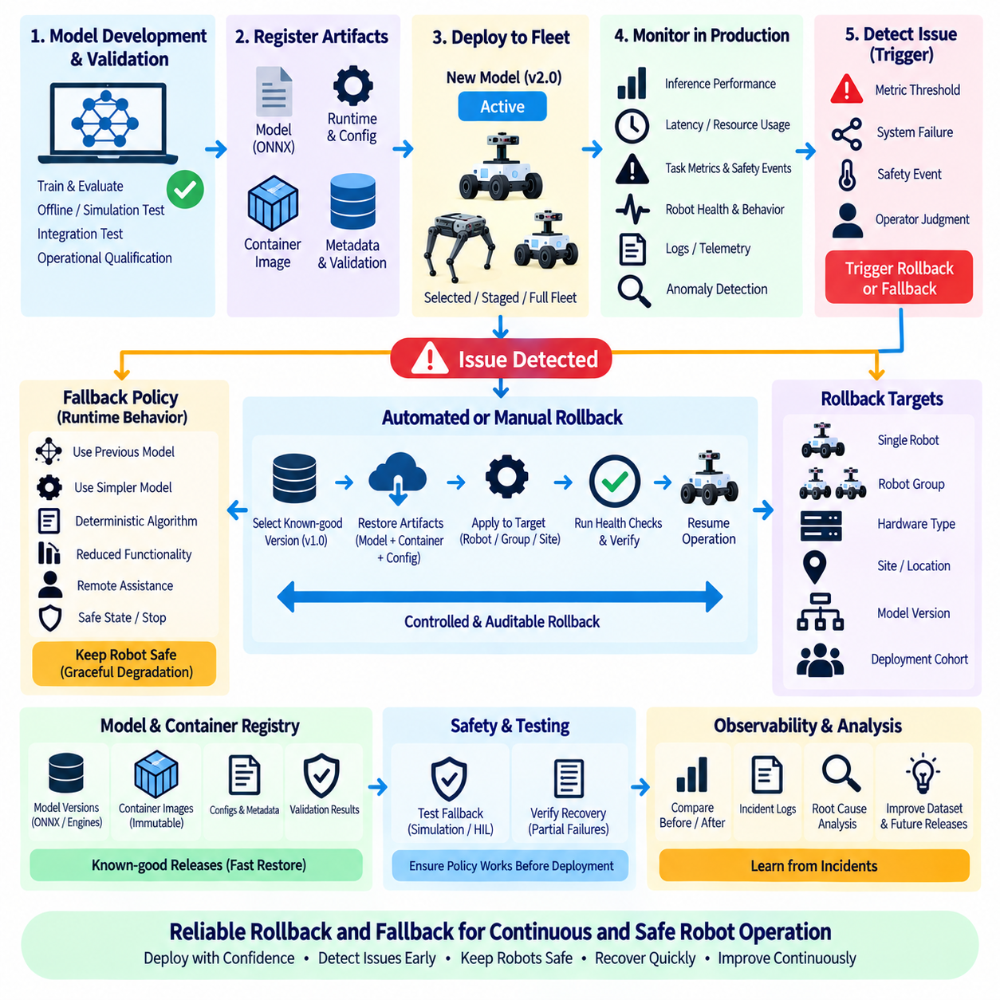 1. Model Development
& Validation
Train & Evaluate
Offline / Simulation Test
Integration Test
Operational Qualification
2. Register Artifacts
Model
(ONNX)
Runtime
& Config
Container
Image
Metadata
& Validation
3. Deploy to Fleet
New Model (v2.0)
Active
Selected / Staged / Full Fleet
4. Monitor in Production
Inference Performance
Latency / Resource Usage
Task Metrics & Safety Events
Robot Health & Behavior
Logs / Telemetry
Anomaly Detection
5. Detect Issue
(Trigger)
Metric Threshold
System Failure
Safety Event
Operator Judgment
Trigger Rollback
or Fallback
Issue Detected
Fallback Policy
(Runtime Behavior)
Use Previous Model
Use Simpler Model
Deterministic Algorithm
Reduced Functionality
Remote Assistance
Safe State / Stop
Keep Robot Safe
(Graceful Degradation)
Automated or Manual Rollback
Select Known-good
Version (v1.0)
Restore Artifacts
(Model + Container
+ Config)
Apply to Target
(Robot / Group / Site)
Run Health Checks
& Verify
Resume
Operation
Controlled & Auditable Rollback
Rollback Targets
Single Robot
Robot Group
Hardware Type
Site / Location
Model Version
Deployment Cohort
Model & Container Registry
Model Versions
(ONNX / Engines)
Container Images
(Immutable)
Configs & Metadata
Validation Results
Known-good Releases (Fast Restore)
Safety & Testing
Test Fallback
(Simulation / HIL)
Verify Recovery
(Partial Failures)
Ensure Policy Works Before Deployment
Observability & Analysis
Compare
Before / After
Incident Logs
Root Cause
Analysis
Improve Dataset
& Future Releases
Learn from Incidents
Reliable Rollback and Fallback for Continuous and Safe Robot Operation
Deploy with Confidence • Detect Issues Early • Keep Robots Safe • Recover Quickly • Improve Continuously